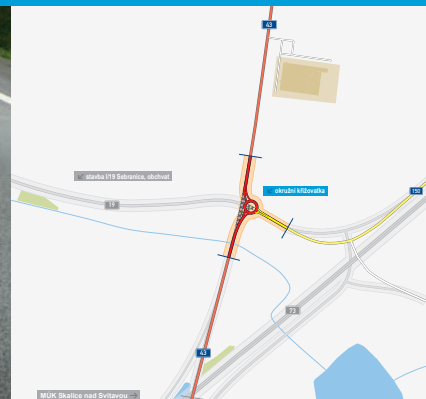 43
↙ stavba I/19 Sebranice, obchvat
↙ okružní křižovatka
150
19
73
43
MÚK Skalice nad Svitavou